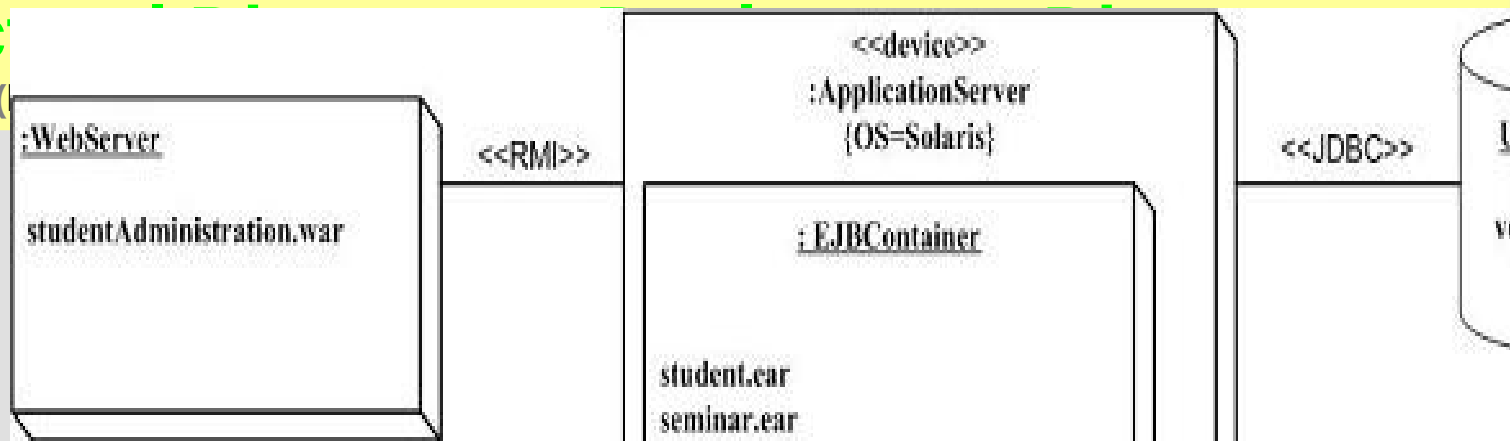 :WebServer
studentAdministration.war
<<RMI>>
<<device>>
:ApplicationServer
{OS=Solaris}
: EJBContainer
student.ear
seminar.ear
<<JDBC>>